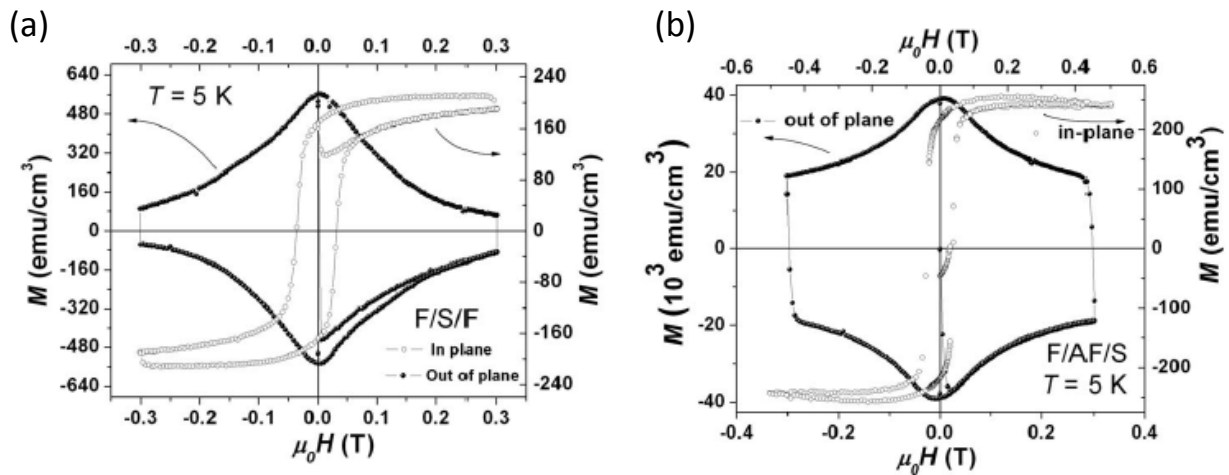 (a)
-0.3 -0.2 -0.1 0.0 0.1 0.2 0.3
T = 5 K
M (emu/cm³)
640
480
320
160
0
-160
-320
-480
-640
240
160
80
0
-80
-160
-240
M (emu/cm³)
F/S/F
In plane
Out of plane
-0.3 -0.2 -0.1 0.0 0.1 0.2 0.3
μ₀H (T)
(b)
μ₀H (T)
-0.6 -0.4 -0.2 0.0 0.2 0.4 0.6
out of plane
in-plane
M (10³ emu/cm³)
40
20
0
-20
-40
200
100
0
-100
-200
M (emu/cm³)
F/AF/S
T = 5 K
-0.4 -0.2 0.0 0.2 0.4
μ₀H (T)